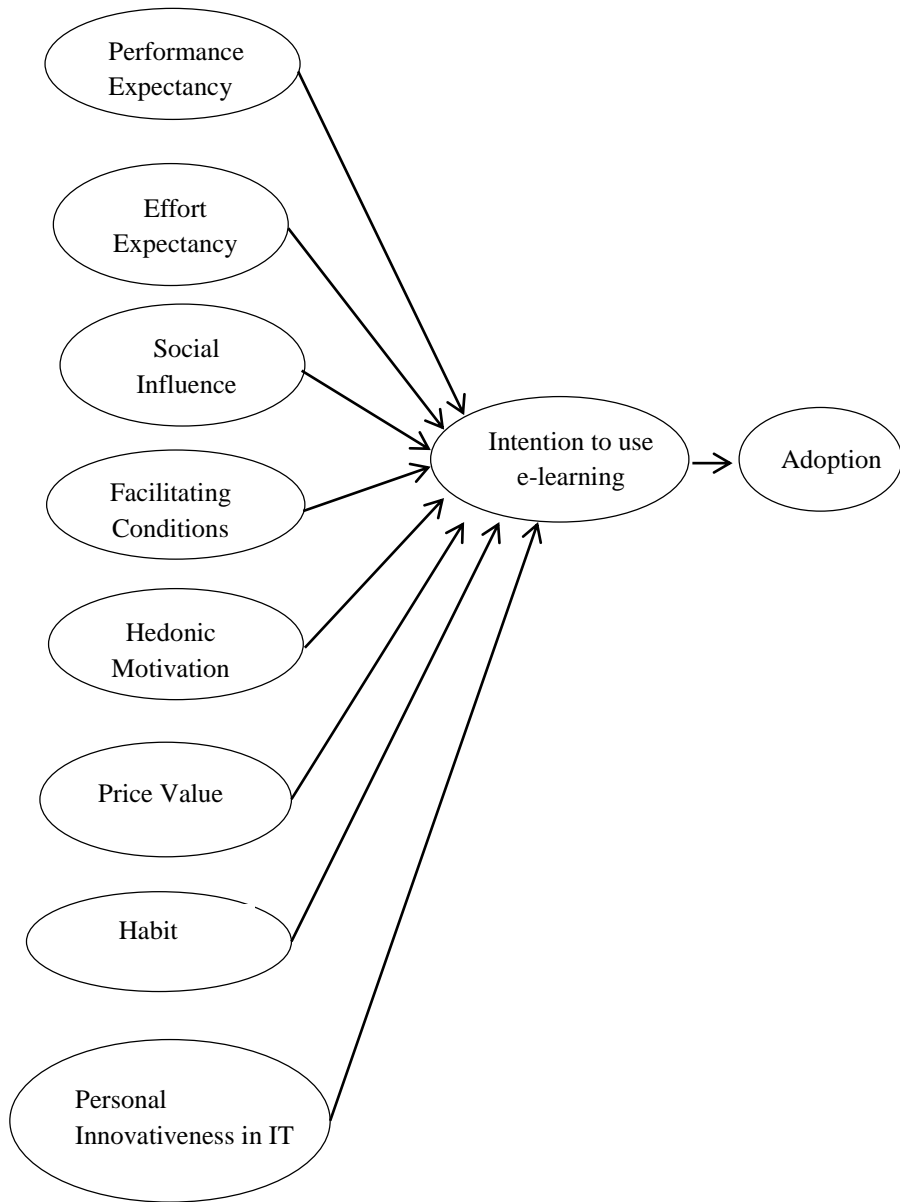 Performance
Expectancy
Effort
Expectancy
Social
Influence
Facilitating
Conditions
Hedonic
Motivation
Price Value
Habit
Personal
Innovativeness in IT
Intention to use
e-learning
Adoption